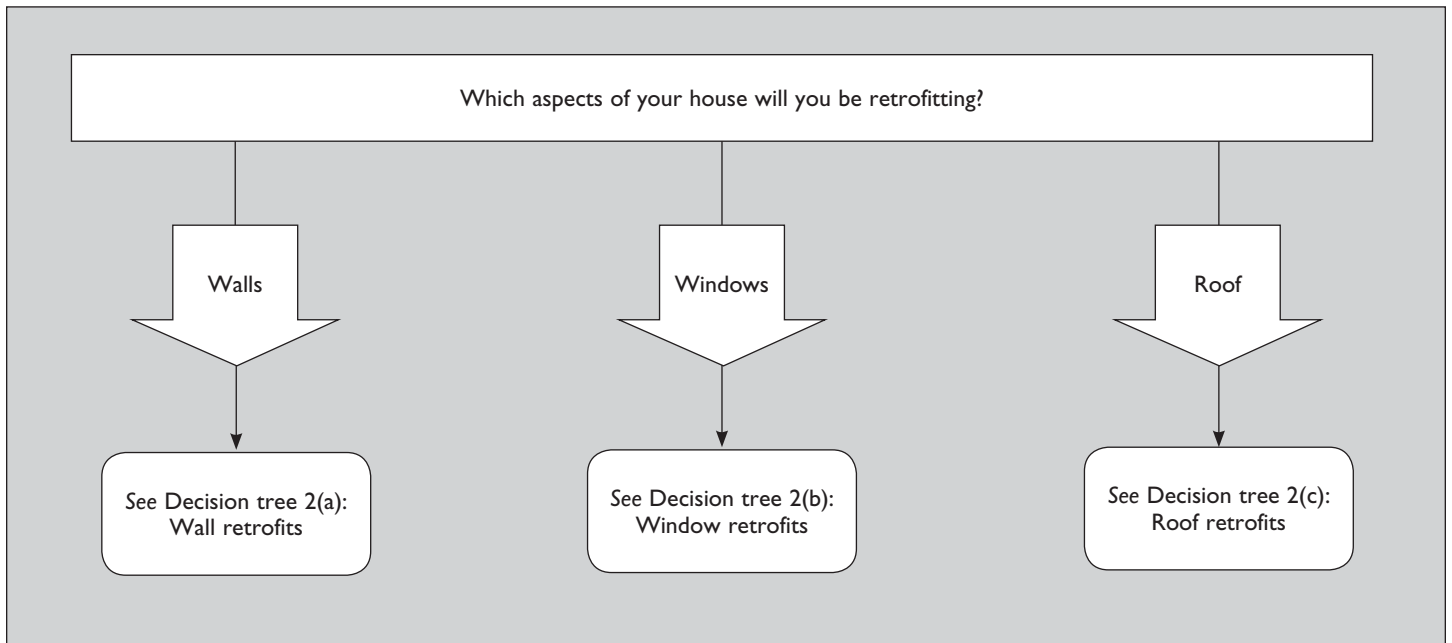 Which aspects of your house will you be retrofitting?
Walls
Windows
Roof
See Decision tree 2(a):
Wall retrofits
See Decision tree 2(b):
Window retrofits
See Decision tree 2(c):
Roof retrofits